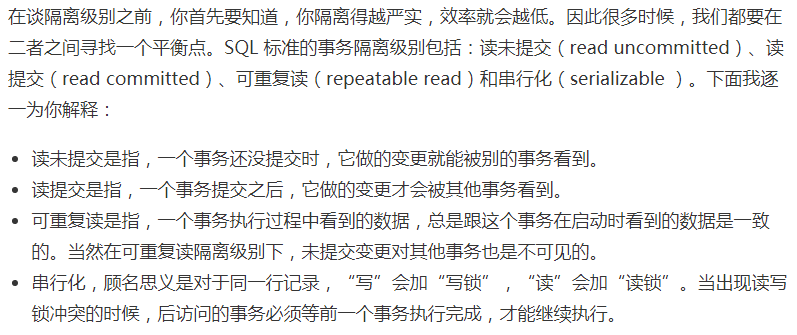 在谈隔离级别之前，你首先要知道，你隔离得越严实，效率就会越低。因此很多时候，我们都要在
二者之间寻找一个平衡点。SQL 标准的事务隔离级别包括：读未提交（read uncommitted）、读
提交（read committed）、可重复读（repeatable read）和串行化（serializable ）。下面我逐
一为你解释：
• 读未提交是指，一个事务还没提交时，它做的变更就能被别的事务看到。
• 读提交是指，一个事务提交之后，它做的变更才会被其他事务看到。
• 可重复读是指，一个事务执行过程中看到的数据，总是跟这个事务在启动时看到的数据是一致
的。当然在可重复读隔离级别下，未提交变更对其他事务也是不可见的。
• 串行化，顾名思义是对于同一行记录，“写”会加“写锁”，“读”会加“读锁”。当出现读写
锁冲突的时候，后访问的事务必须等前一个事务执行完成，才能继续执行。